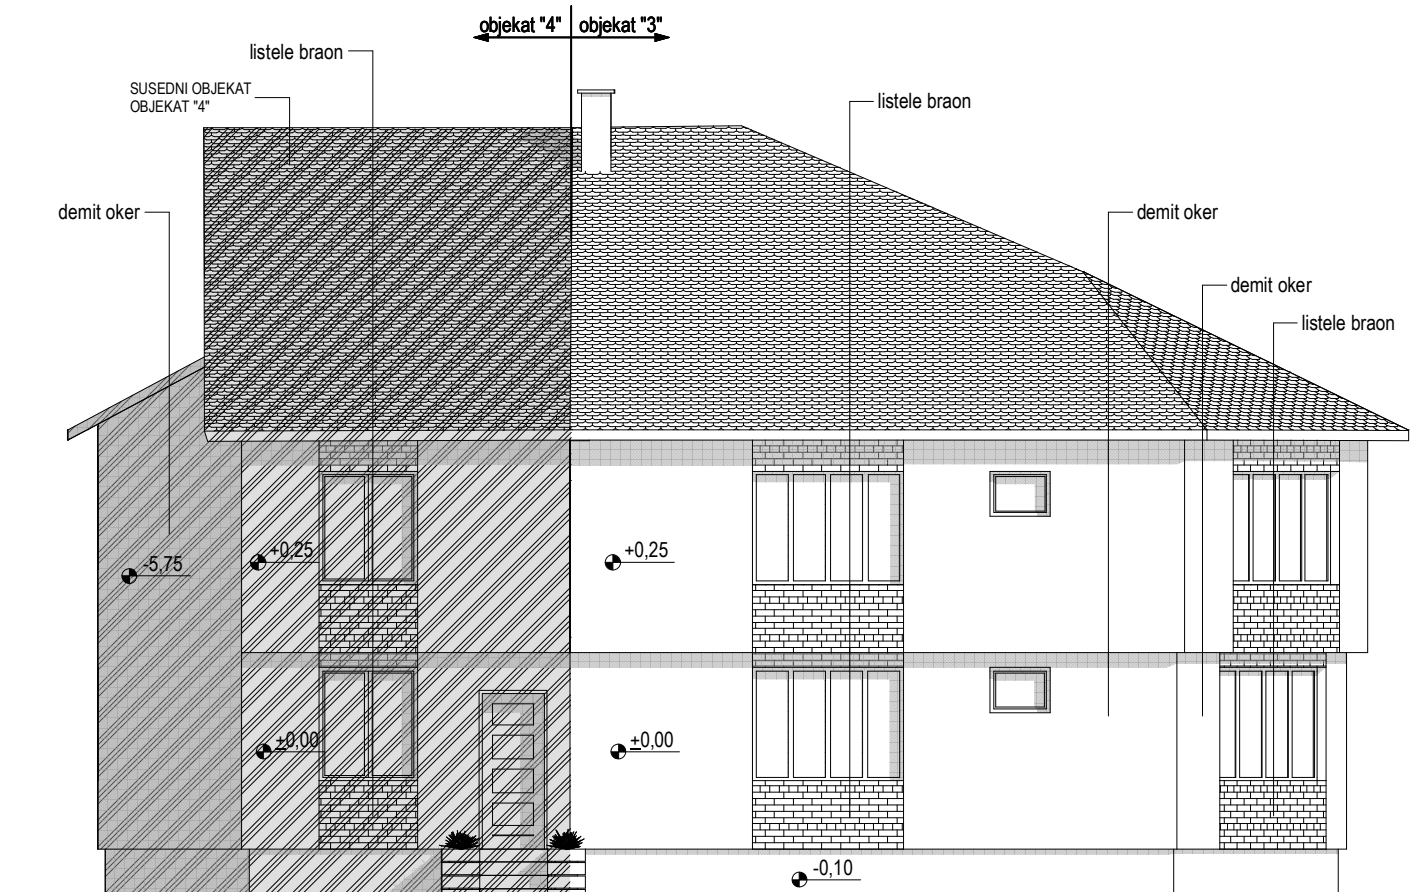 objekat "4"
objekat "3"
listele braon
SUSEDNI OBJEKAT
OBJEKAT "4"
listele braon
demit oker
demit oker
demit oker
listele braon
-5,75
+0,25
+0,25
±0,00
±0,00
-0,10